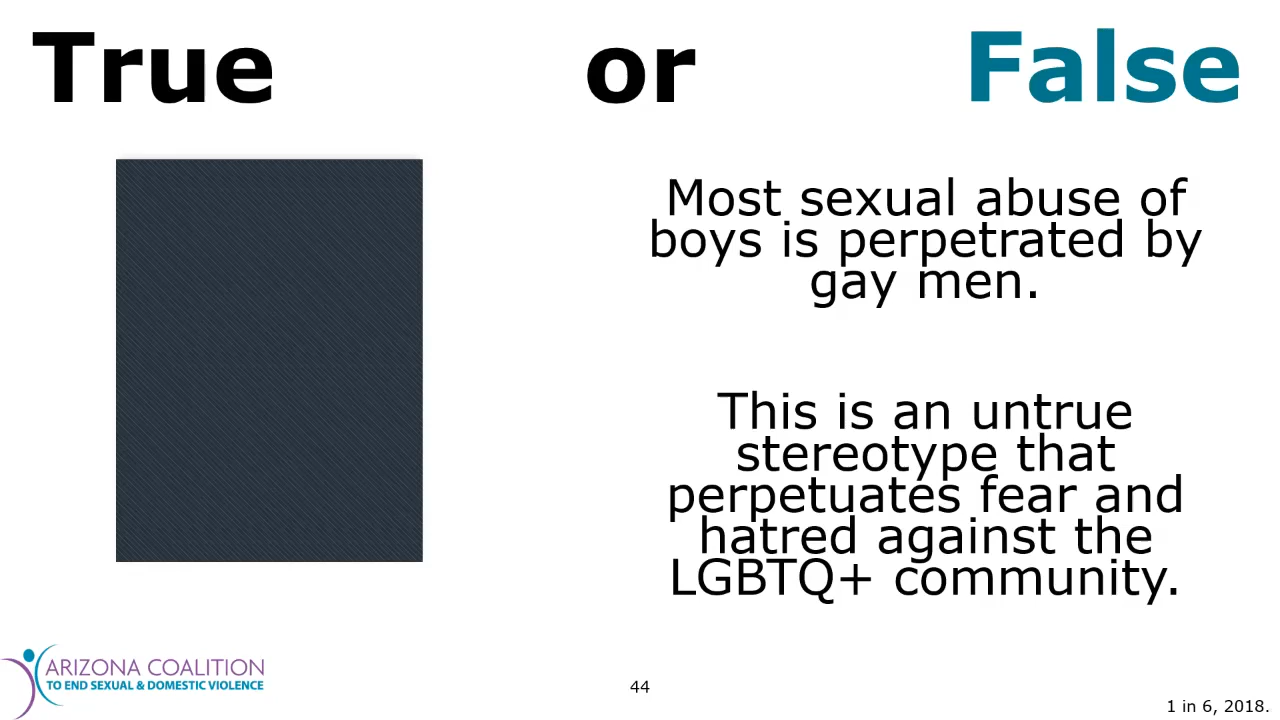 True or False
Most sexual abuse of
boys is perpetrated by
gay men.
This is an untrue
stereotype that
perpetuates fear and
hatred against the
LGBTQ+ community.
ARIZONA COALITION
TO END SEXUAL & DOMESTIC VIOLENCE
44
1 in 6, 2018.